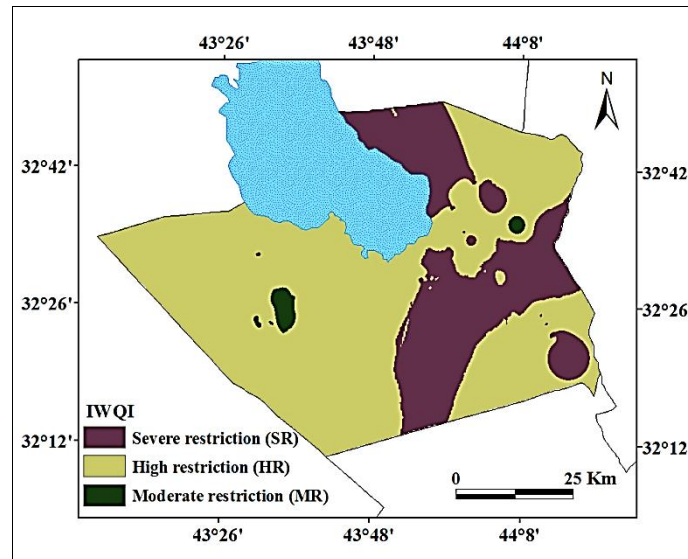 43°26' 43°48' 44°8'
N
32°42' 32°42'
32°26' 32°26'
IWQI
Severe restriction (SR)
High restriction (HR)
Moderate restriction (MR)
32°12' 32°12'
0 25 Km
43°26' 43°48' 44°8'